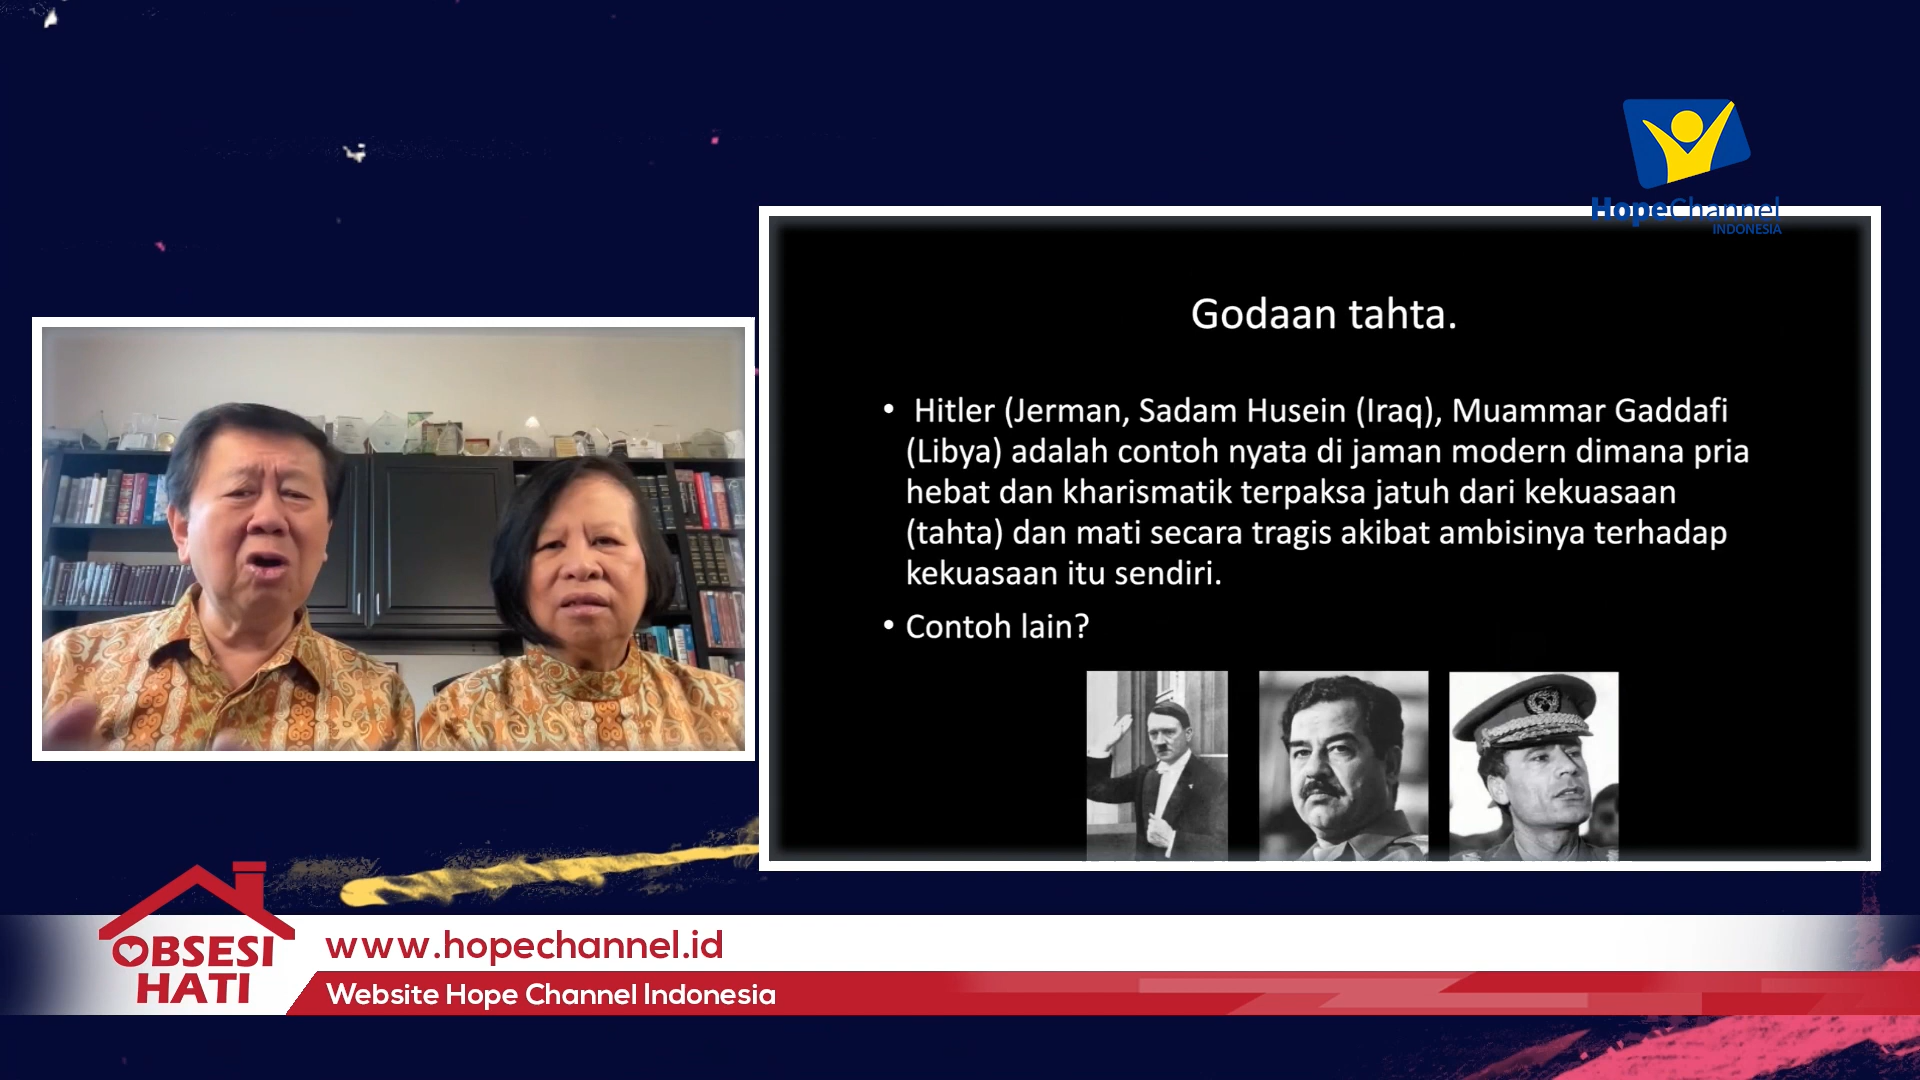 HopeChannel
INDONESIA
Godaan tahta.
• Hitler (Jerman, Sadam Husein (Iraq), Muammar Gaddafi
(Libya) adalah contoh nyata di jaman modern dimana pria
hebat dan kharismatik terpaksa jatuh dari kekuasaan
(tahta) dan mati secara tragis akibat ambisinya terhadap
kekuasaan itu sendiri.
• Contoh lain?
OBSESI
HATI
www.hopechannel.id
Website Hope Channel Indonesia